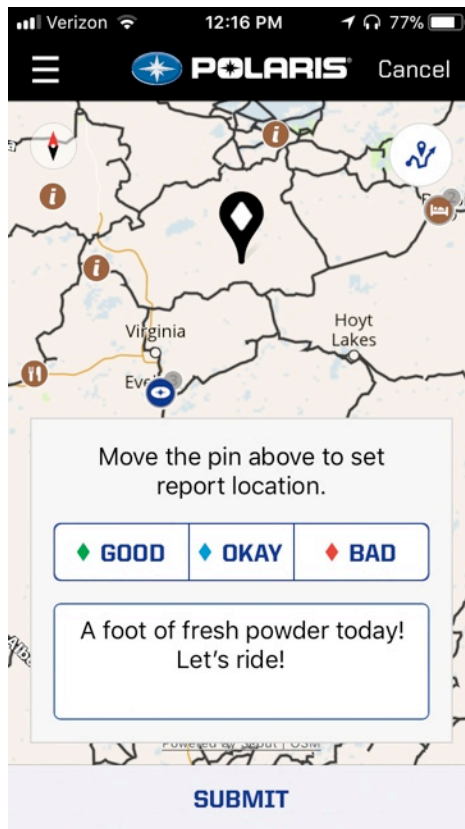 Verizon 12:16 PM 77%
POLARIS Cancel
Virginia
Hoyt
Lakes
Move the pin above to set
report location.
GOOD OKAY BAD
A foot of fresh powder today!
Let's ride!
SUBMIT